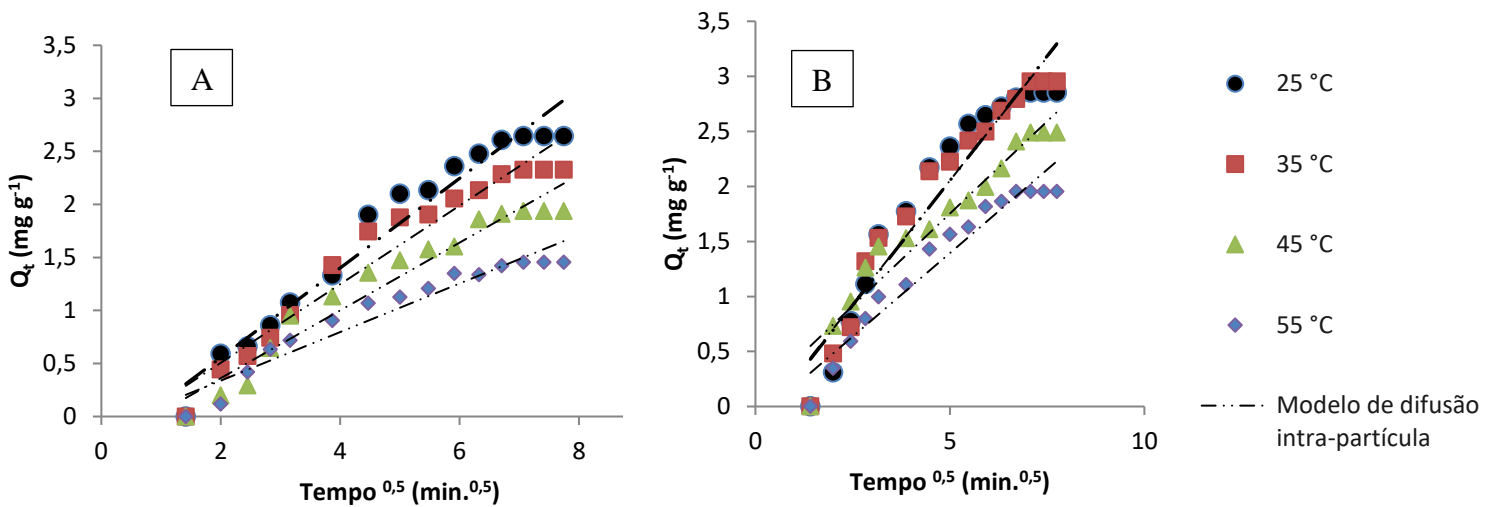 3,5
3
2,5
2
1,5
1
0,5
0
0
2
4
6
8
Q_t (mg g⁻¹)
Tempo ⁰,⁵ (min.⁰,⁵)
A
3,5
3
2,5
2
1,5
1
0,5
0
0
5
10
Q_t (mg g⁻¹)
Tempo ⁰,⁵ (min.⁰,⁵)
B
25 °C
35 °C
45 °C
55 °C
Modelo de difusão
intra-partícula